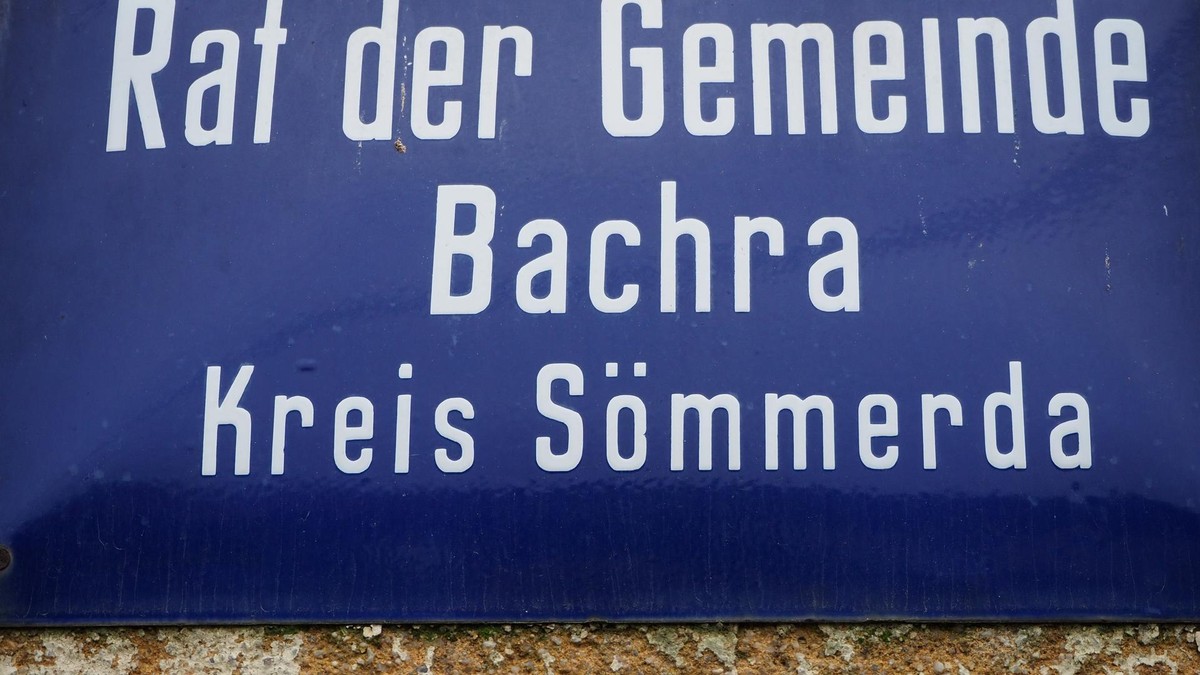 Rat der Gemeinde
Bachra
Kreis Sömmerda